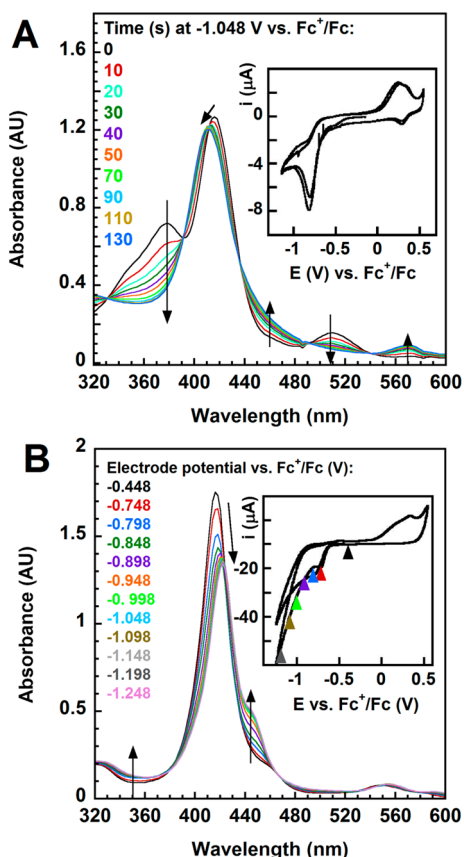 A
Time (s) at -1.048 V vs. Fc⁺/Fc:
0
10
20
30
40
50
70
90
110
130
Absorbance (AU)
1.6
1.2
0.8
0.4
0
320 360 400 440 480 520 560 600
Wavelength (nm)
i (µA)
0
-4
-8
-1.1 -0.5 0 0.5
E (V) vs. Fc⁺/Fc
B
Electrode potential vs. Fc⁺/Fc (V):
-0.448
-0.748
-0.798
-0.848
-0.898
-0.948
-0. 998
-1.048
-1.098
-1.148
-1.198
-1.248
Absorbance (AU)
2
1.5
1
0.5
0
320 360 400 440 480 520 560 600
Wavelength (nm)
i (µA)
0
-20
-40
-1 -0.5 0 0.5
E vs. Fc⁺/Fc (V)